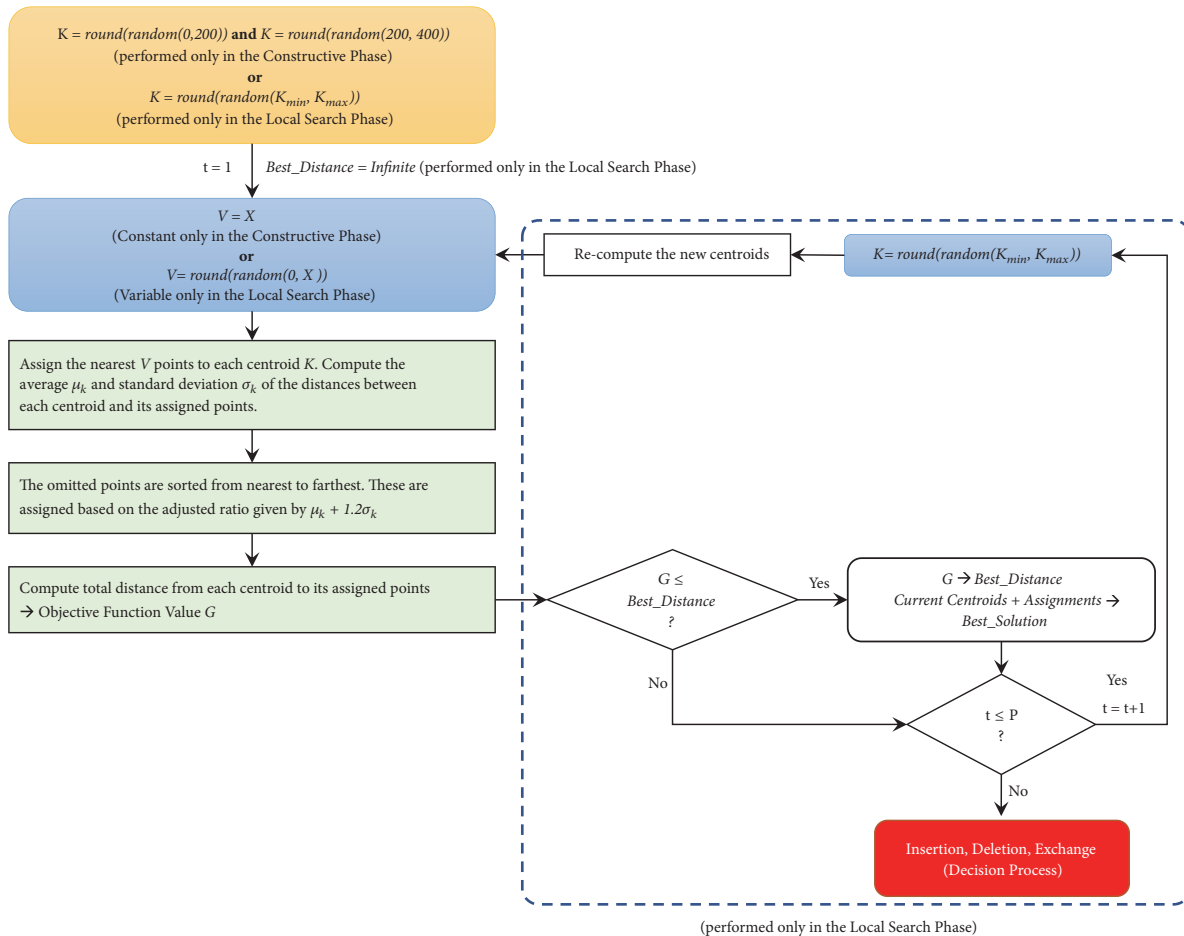 K = round(random(0,200)) and K = round(random(200, 400))
(performed only in the Constructive Phase)
or
K = round(random(Kmin, Kmax))
(performed only in the Local Search Phase)
t = 1 Best_Distance = Infinite (performed only in the Local Search Phase)
V = X
(Constant only in the Constructive Phase)
or
V= round(random(0, X ))
(Variable only in the Local Search Phase)
Re-compute the new centroids
K= round(random(Kmin, Kmax))
Assign the nearest V points to each centroid K. Compute the
average μk and standard deviation σk of the distances between
each centroid and its assigned points.
The omitted points are sorted from nearest to farthest. These are
assigned based on the adjusted ratio given by μk + 1.2σk
Compute total distance from each centroid to its assigned points
→ Objective Function Value G
G ≤
Best_Distance
?
Yes
G → Best_Distance
Current Centroids + Assignments →
Best_Solution
No
t ≤ P
?
Yes
t = t+1
No
Insertion, Deletion, Exchange
(Decision Process)
(performed only in the Local Search Phase)